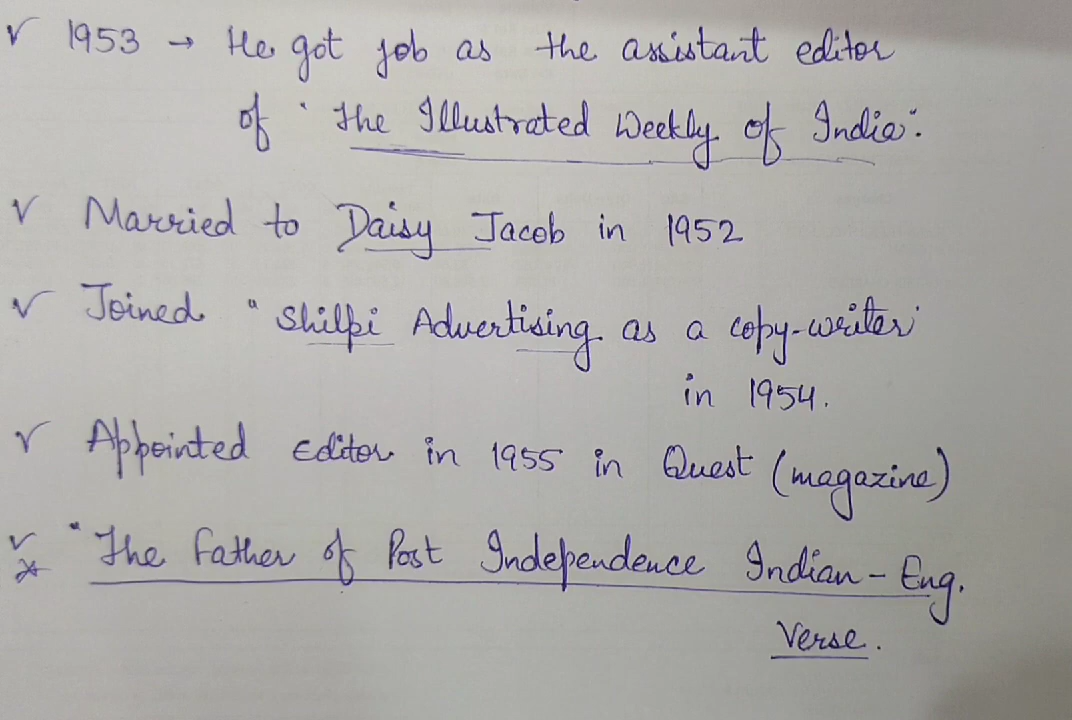 ✓ 1953 → He got job as the assistant editor
of "The Illustrated Weekly of India".
✓ Married to Daisy Jacob in 1952
✓ Joined "Shilpi Advertising as a copy-writer"
in 1954.
✓ Appointed Editor in 1955 in Quest (magazine)
✓ "The Father of Post Independence Indian-Eng.
Verse.